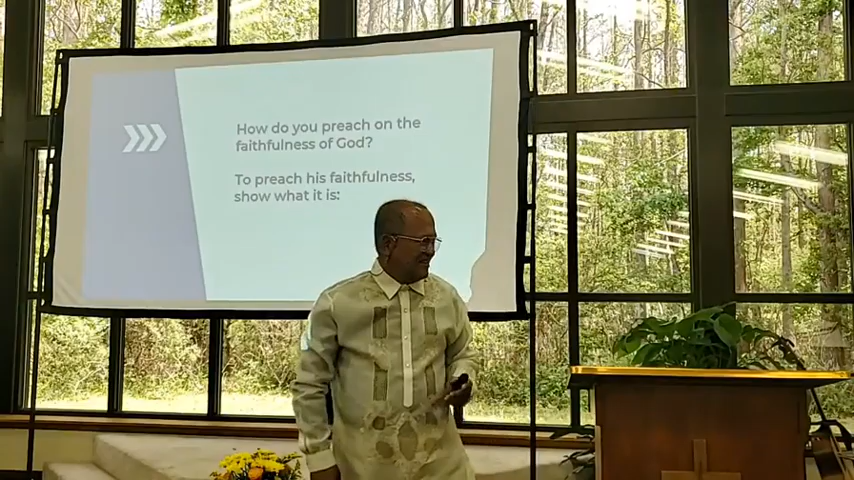 How do you preach on the
faithfulness of God?
To preach his faithfulness,
show what it is: